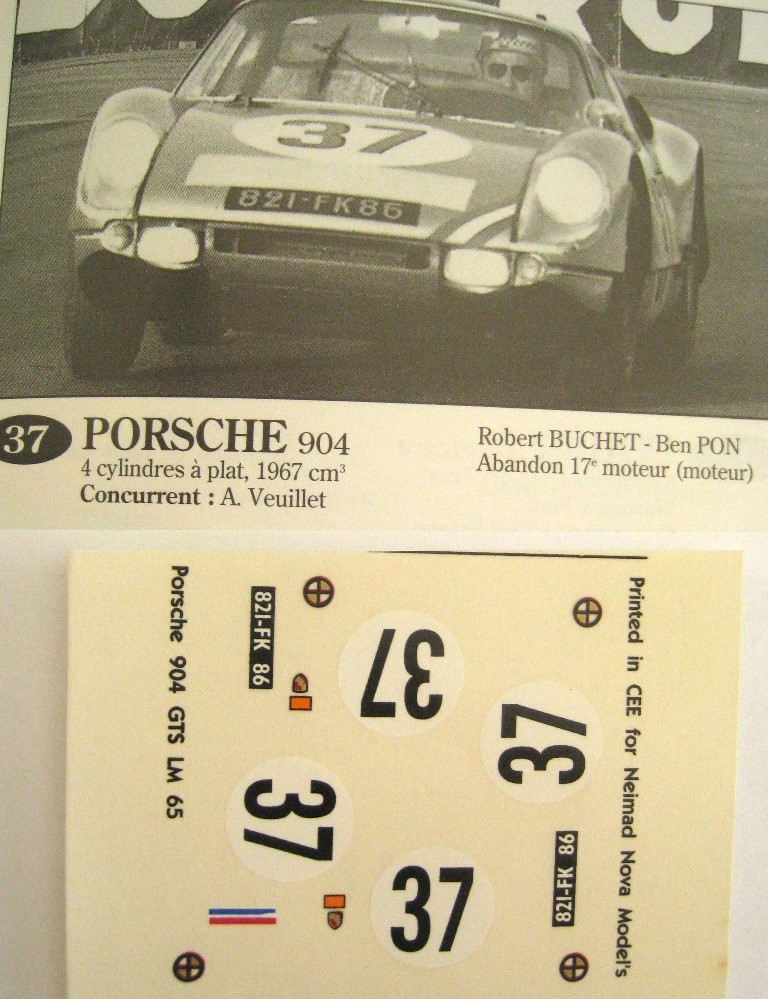 37
821-FK86
37 PORSCHE 904
4 cylindres à plat, 1967 cm³
Concurrent : A. Veuillet
Robert BUCHET - Ben PON
Abandon 17ᵉ moteur (moteur)
Porsche 904 GTS LM 65
821-FK 86
37
37
37
37
821-FK 86
Printed in CEE for Neimad Nova Model's